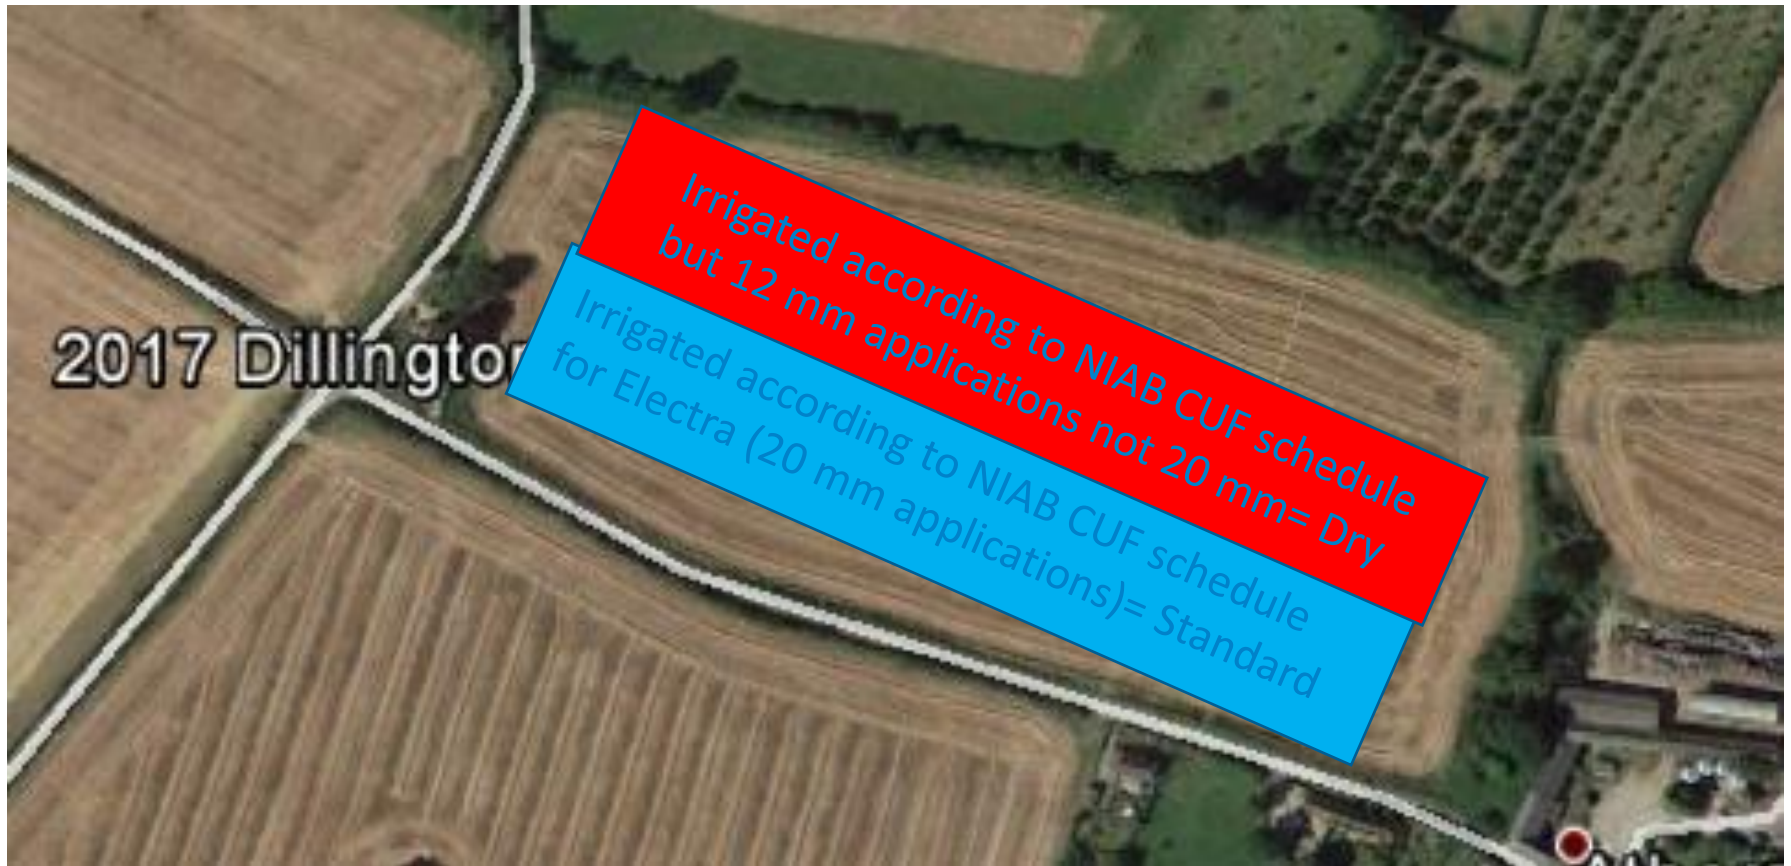 2017 Dillington
Irrigated according to NIAB CUF schedule
but 12 mm applications not 20 mm= Dry
Irrigated according to NIAB CUF schedule
for Electra (20 mm applications)= Standard